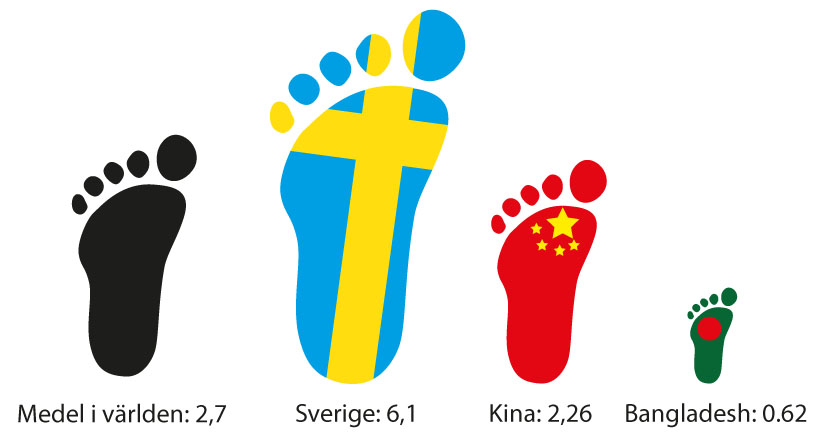 Medel i världen: 2,7
Sverige: 6,1
Kina: 2,26
Bangladesh: 0.62